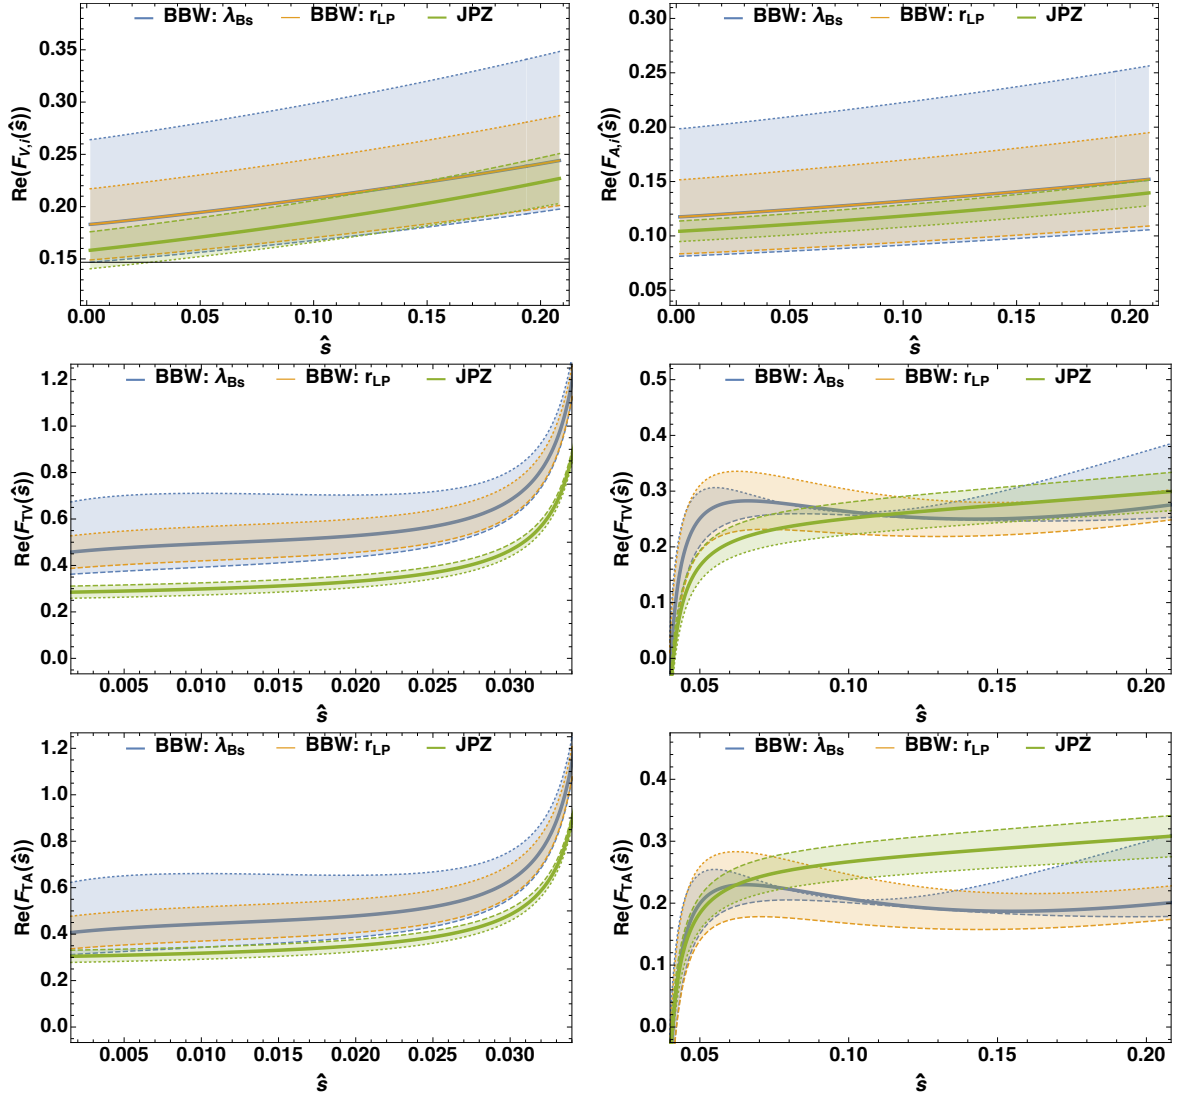 BBW: λBs BBW: rLP JPZ
Re(FV,i(ŝ))
0.35
0.30
0.25
0.20
0.15
0.00 0.05 0.10 0.15 0.20
ŝ
BBW: λBs BBW: rLP JPZ
Re(FA,i(ŝ))
0.30
0.25
0.20
0.15
0.10
0.05
0.00 0.05 0.10 0.15 0.20
ŝ
BBW: λBs BBW: rLP JPZ
Re(FTV(ŝ))
1.2
1.0
0.8
0.6
0.4
0.2
0.0
0.005 0.010 0.015 0.020 0.025 0.030
ŝ
BBW: λBs BBW: rLP JPZ
Re(FTV(ŝ))
0.5
0.4
0.3
0.2
0.1
0.0
0.05 0.10 0.15 0.20
ŝ
BBW: λBs BBW: rLP JPZ
Re(FTA(ŝ))
1.2
1.0
0.8
0.6
0.4
0.2
0.0
0.005 0.010 0.015 0.020 0.025 0.030
ŝ
BBW: λBs BBW: rLP JPZ
Re(FTA(ŝ))
0.4
0.3
0.2
0.1
0.0
0.05 0.10 0.15 0.20
ŝ